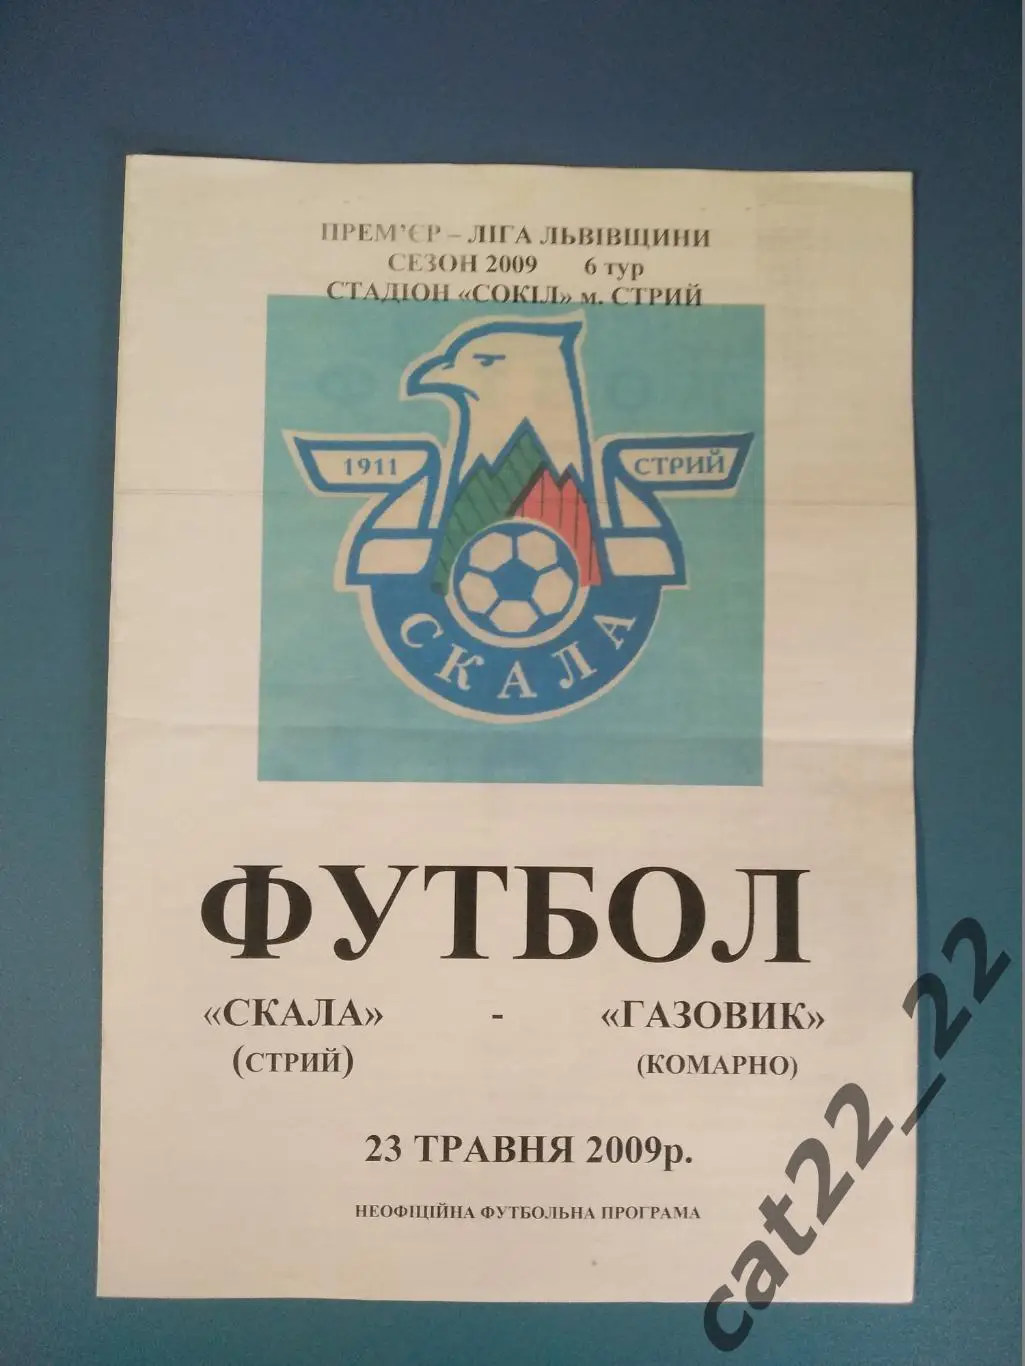 ПРЕМ'ЄР – ЛІГА ЛЬВІВЩИНИ
СЕЗОН 2009 6 тур
СТАДІОН «СОКІЛ» м. СТРИЙ
1911 СТРИЙ
СКАЛА
ФУТБОЛ
«СКАЛА» - «ГАЗОВИК»
(СТРИЙ) (КОМАРНО)
23 ТРАВНЯ 2009р.
НЕОФІЦІЙНА ФУТБОЛЬНА ПРОГРАМА
cat22_22